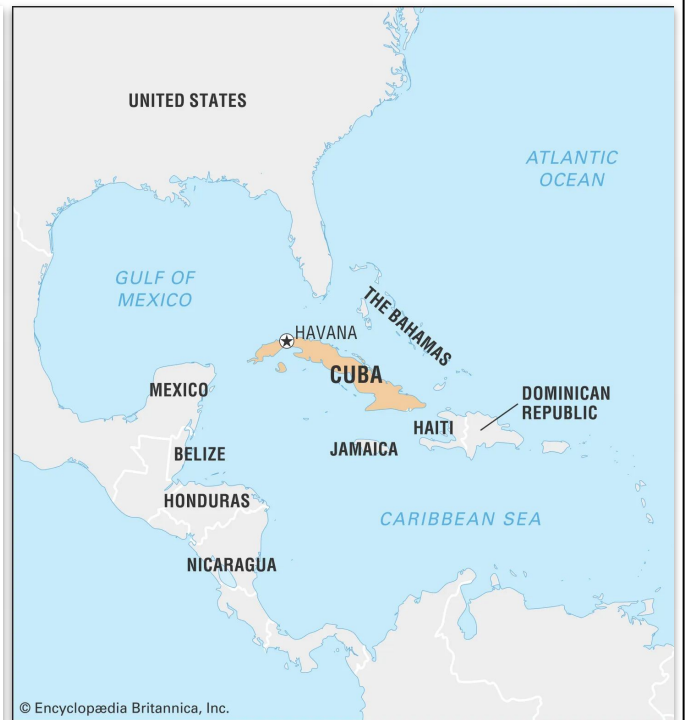 UNITED STATES
ATLANTIC
OCEAN
GULF OF
MEXICO
THE BAHAMAS
HAVANA
CUBA
MEXICO
DOMINICAN
REPUBLIC
HAITI
JAMAICA
BELIZE
HONDURAS
CARIBBEAN SEA
NICARAGUA
© Encyclopædia Britannica, Inc.